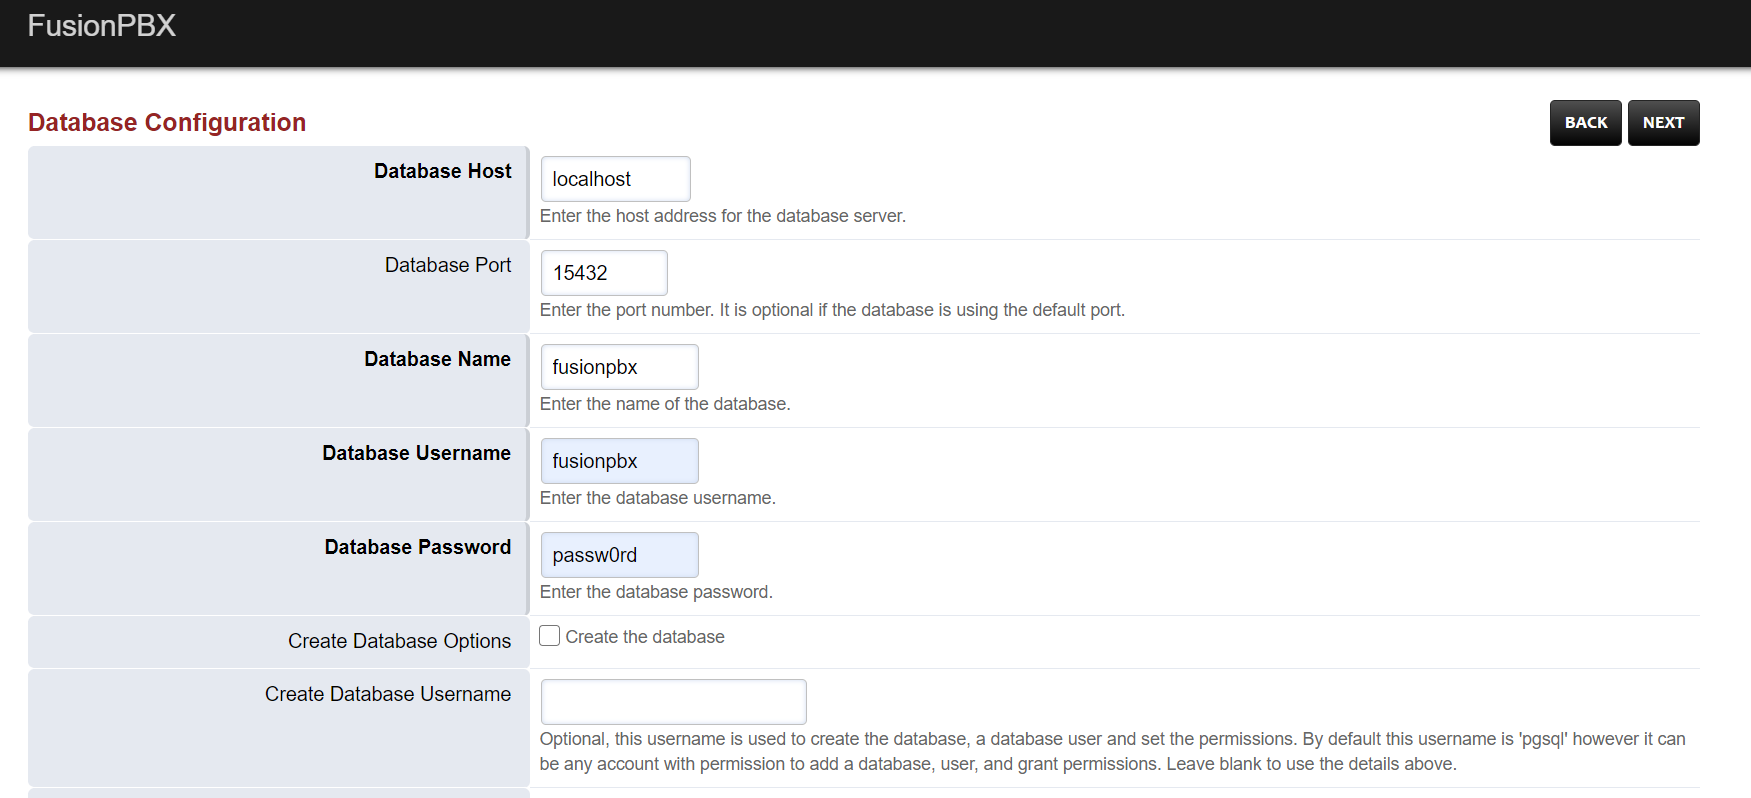 FusionPBX
Database Configuration
BACK
NEXT
Database Host
localhost
Enter the host address for the database server.
Database Port
15432
Enter the port number. It is optional if the database is using the default port.
Database Name
fusionpbx
Enter the name of the database.
Database Username
fusionpbx
Enter the database username.
Database Password
passw0rd
Enter the database password.
Create Database Options
Create the database
Create Database Username
Optional, this username is used to create the database, a database user and set the permissions. By default this username is 'pgsql' however it can
be any account with permission to add a database, user, and grant permissions. Leave blank to use the details above.